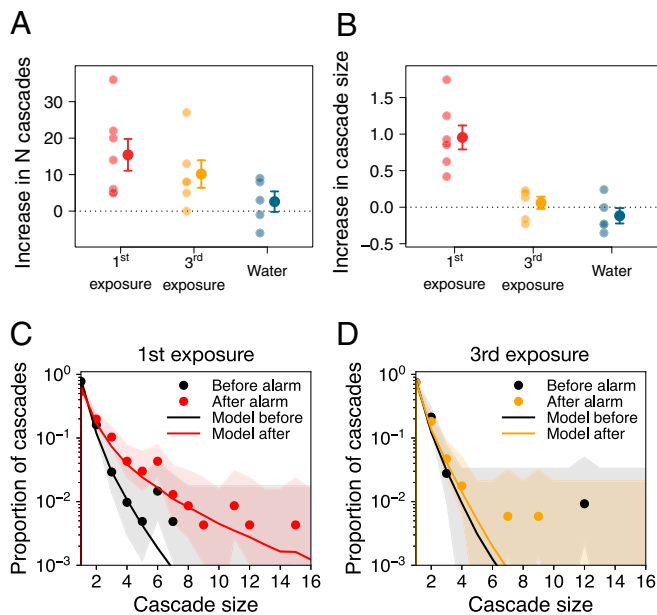 A
Increase in N cascades
30
20
10
0
1st exposure
3rd exposure
Water
B
Increase in cascade size
1.5
1.0
0.5
0.0
−0.5
1st exposure
3rd exposure
Water
C
1st exposure
Proportion of cascades
10^0
10^−1
10^−2
10^−3
Before alarm
After alarm
Model before
Model after
2 4 6 8 10 12 14 16
Cascade size
D
3rd exposure
Proportion of cascades
10^0
10^−1
10^−2
10^−3
Before alarm
After alarm
Model before
Model after
2 4 6 8 10 12 14 16
Cascade size